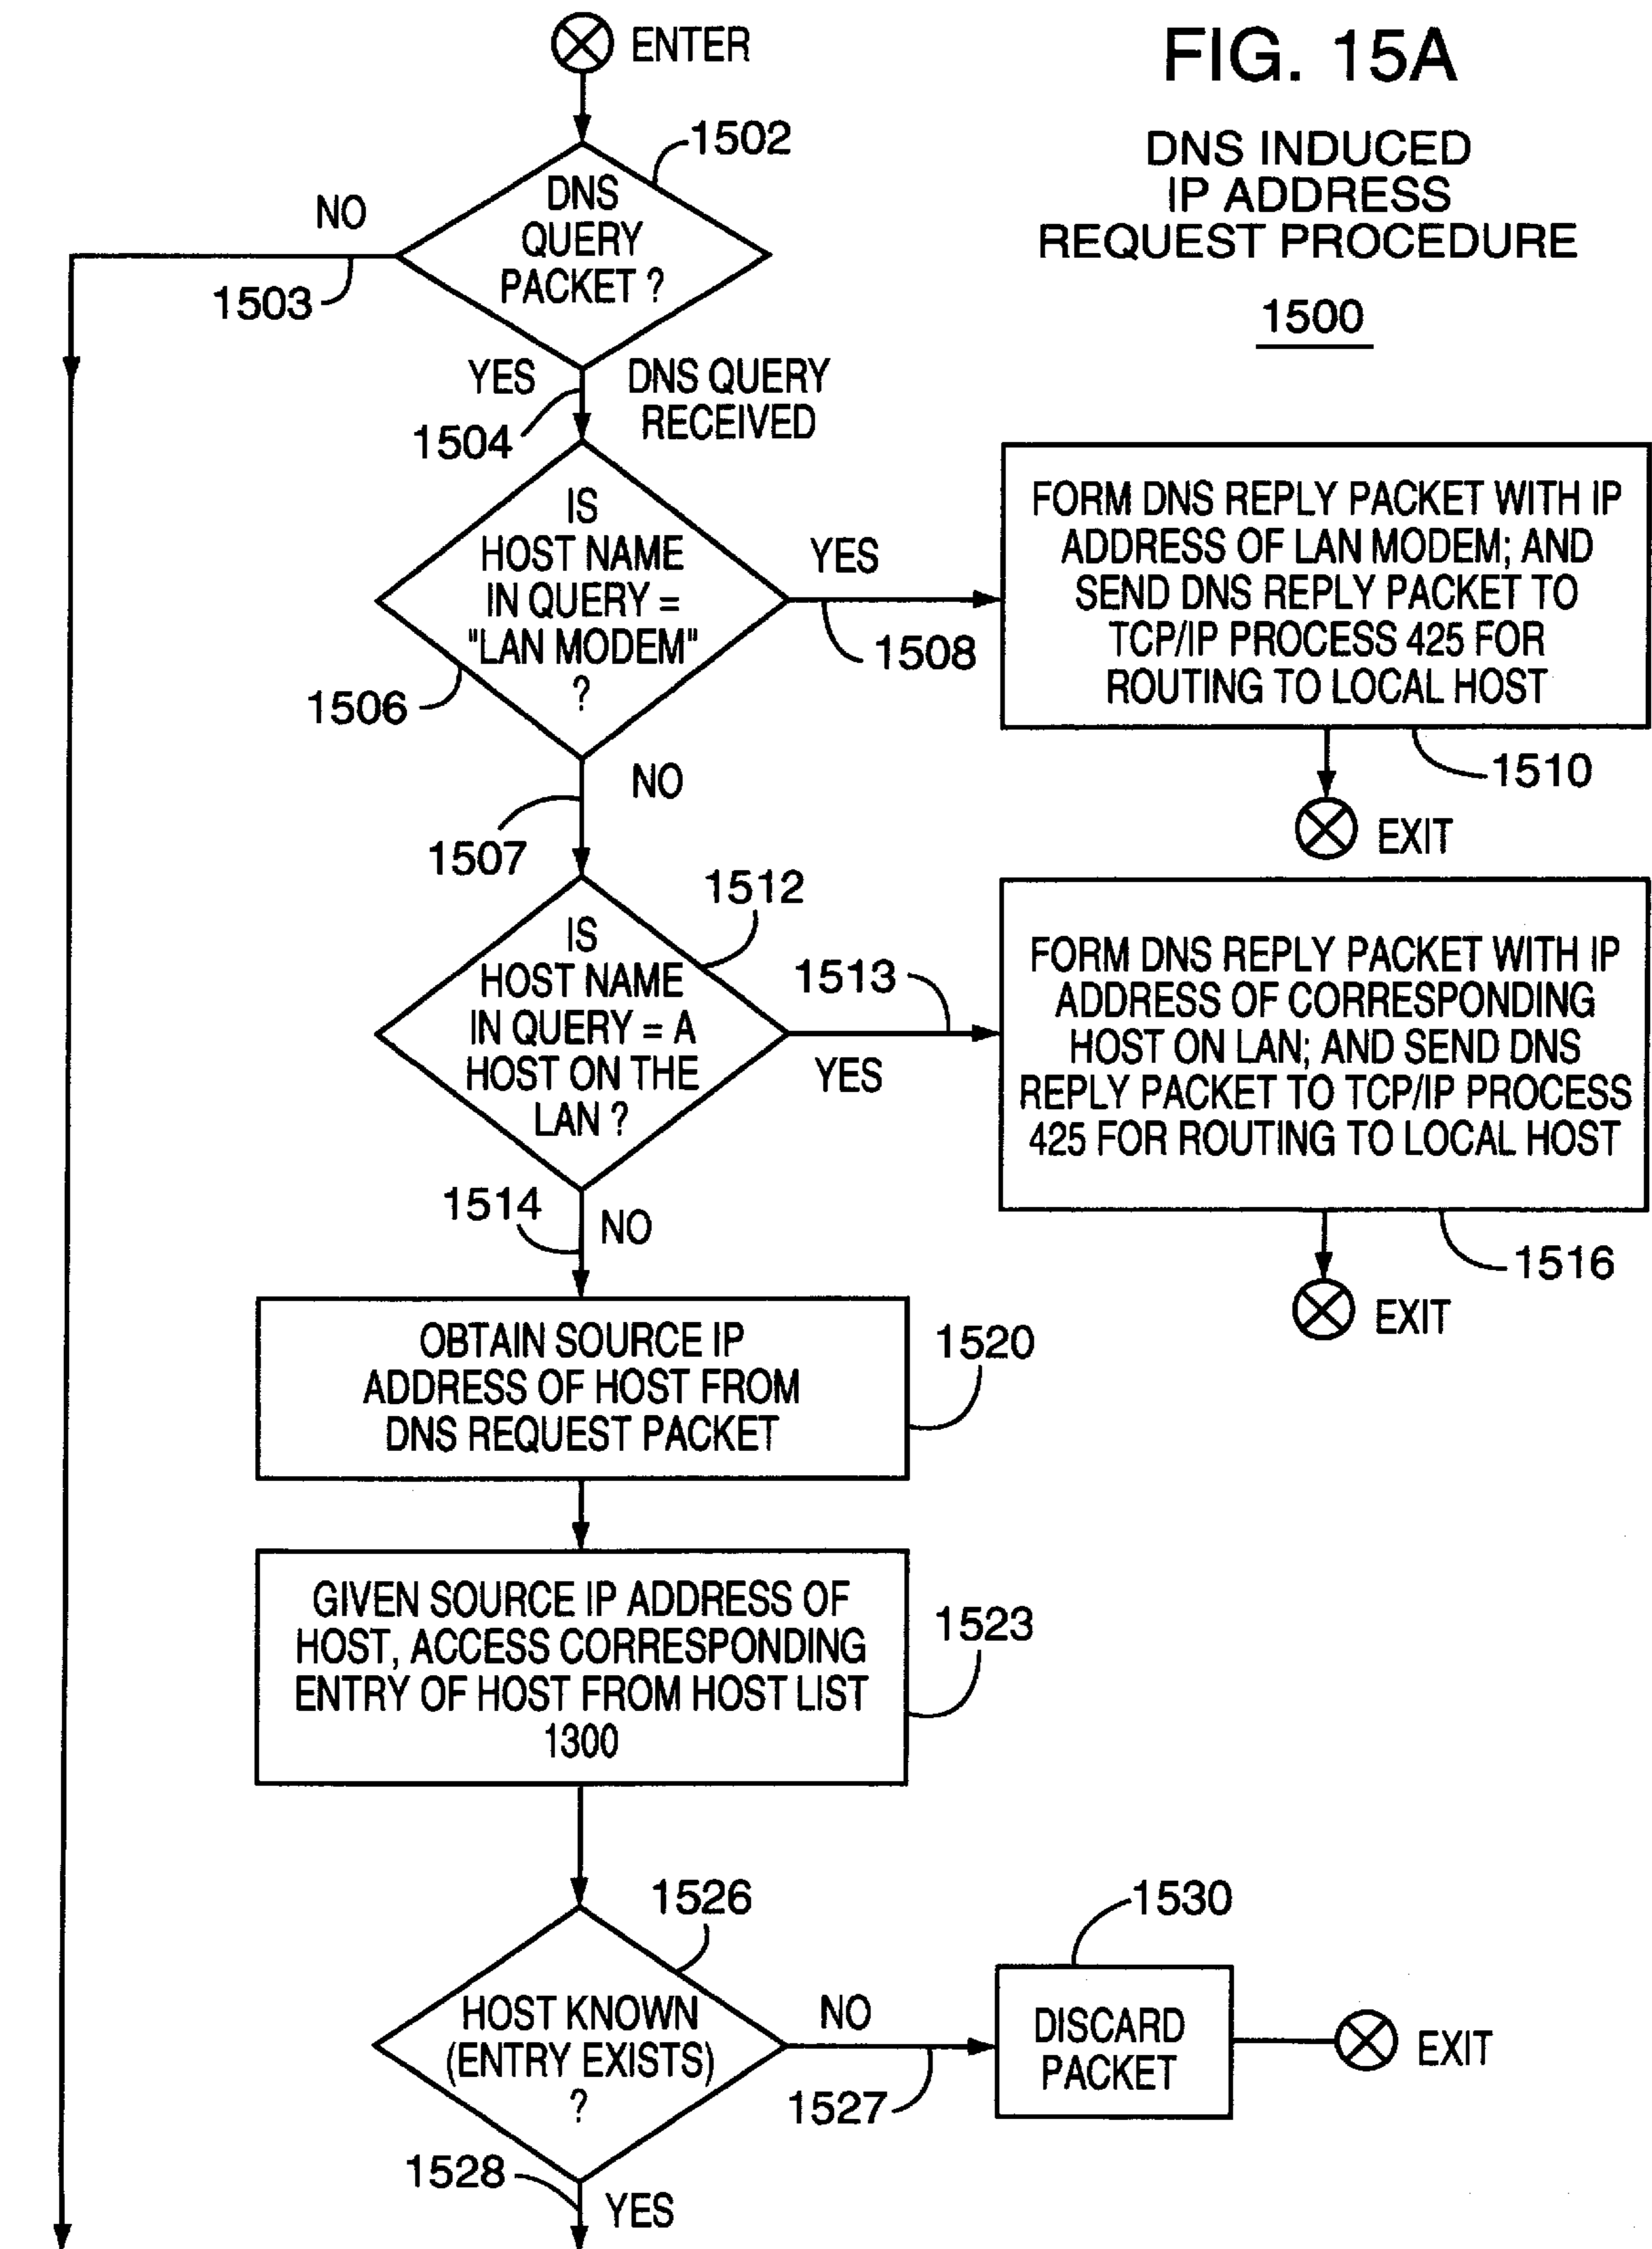 ENTER
FIG. 15A
DNS INDUCED
IP ADDRESS
REQUEST PROCEDURE
1500
1502
DNS
QUERY
PACKET ?
NO
1503
YES
DNS QUERY
RECEIVED
1504
IS
HOST NAME
IN QUERY =
"LAN MODEM"
?
1506
YES
1508
FORM DNS REPLY PACKET WITH IP
ADDRESS OF LAN MODEM; AND
SEND DNS REPLY PACKET TO
TCP/IP PROCESS 425 FOR
ROUTING TO LOCAL HOST
1510
EXIT
NO
1507
1512
IS
HOST NAME
IN QUERY = A
HOST ON THE
LAN ?
1513
YES
FORM DNS REPLY PACKET WITH IP
ADDRESS OF CORRESPONDING
HOST ON LAN; AND SEND DNS
REPLY PACKET TO TCP/IP PROCESS
425 FOR ROUTING TO LOCAL HOST
1516
EXIT
1514
NO
OBTAIN SOURCE IP
ADDRESS OF HOST FROM
DNS REQUEST PACKET
1520
GIVEN SOURCE IP ADDRESS OF
HOST, ACCESS CORRESPONDING
ENTRY OF HOST FROM HOST LIST
1300
1523
1526
HOST KNOWN
(ENTRY EXISTS)
?
NO
1527
1530
DISCARD
PACKET
EXIT
1528
YES